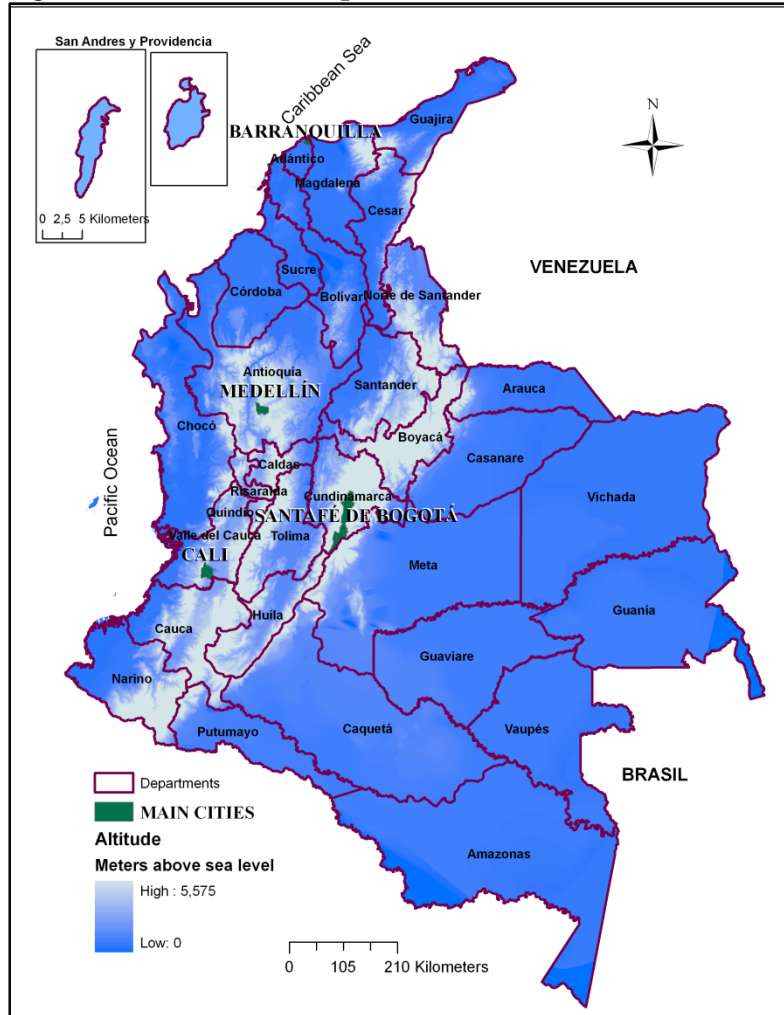 San Andres y Providencia
0 2,5 5 Kilometers
Caribbean Sea
N
Guajira
BARRANQUILLA
Atlántico
Magdalena
Cesar
VENEZUELA
Sucre
Córdoba
Bolivar
Norte de Santander
Antioquia
MEDELLÍN
Santander
Arauca
Chocó
Boyacá
Casanare
Caldas
Vichada
Risaralda
Cundinamarca
Pacific Ocean
Quindio
SANTAFÉ DE BOGOTÁ
Valle del Cauca
Tolima
CALI
Meta
Guanía
Huila
Cauca
Guaviare
Narino
Putumayo
Caquetá
Vaupés
BRASIL
Departments
MAIN CITIES
Altitude
Meters above sea level
High : 5,575
Low: 0
Amazonas
0 105 210 Kilometers